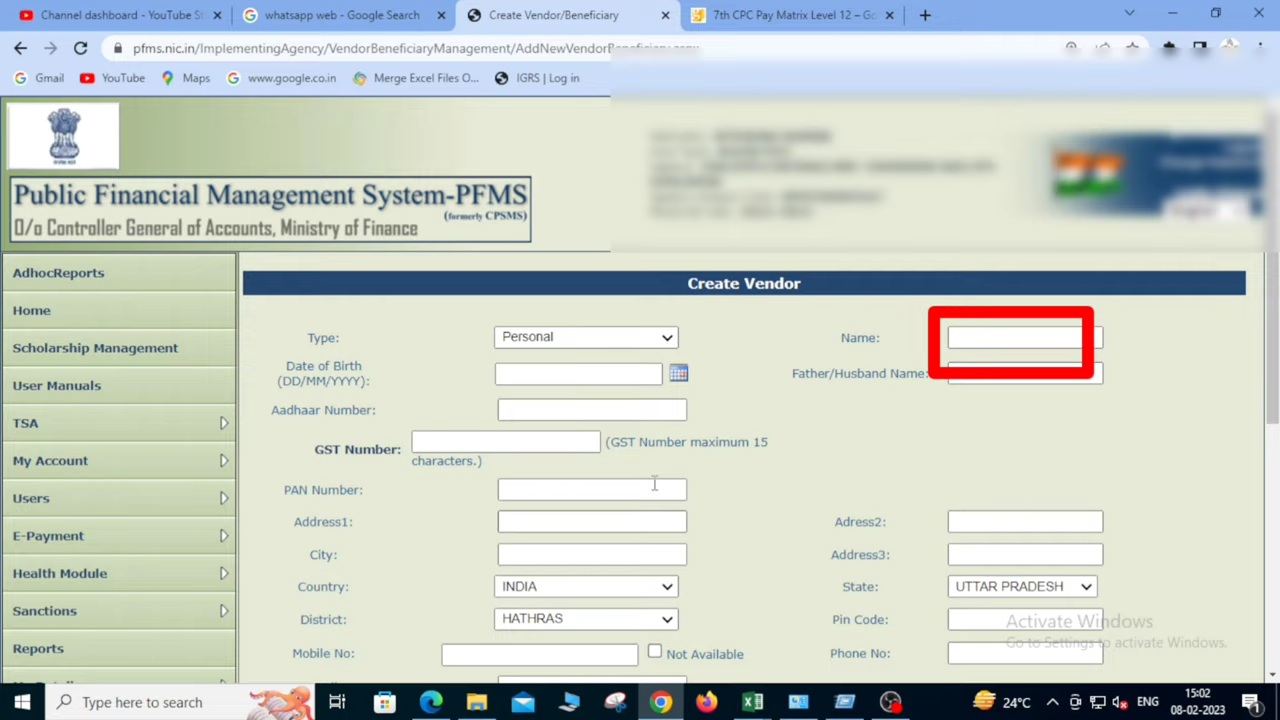 Channel dashboard - YouTube St
whatsapp web - Google Search
Create Vendor/Beneficiary
7th CPC Pay Matrix Level 12 – Go
pfms.nic.in/ImplementingAgency/VendorBeneficiaryManagement/AddNewVendorBeneficiary.aspx
Gmail
YouTube
Maps
www.google.co.in
Merge Excel Files O...
IGRS | Log in
Public Financial Management System-PFMS
(formerly CPSMS)
O/o Controller General of Accounts, Ministry of Finance
AdhocReports
Home
Scholarship Management
User Manuals
TSA
My Account
Users
E-Payment
Health Module
Sanctions
Reports
Create Vendor
Type: Personal
Name:
Date of Birth
(DD/MM/YYYY):
Father/Husband Name:
Aadhaar Number:
GST Number: (GST Number maximum 15
characters.)
PAN Number:
Address1:
Adress2:
City:
Address3:
Country: INDIA
State: UTTAR PRADESH
District: HATHRAS
Pin Code:
Mobile No: Not Available
Phone No:
Activate Windows
Go to Settings to activate Windows.
Type here to search
24°C
ENG
15:02
08-02-2023
1